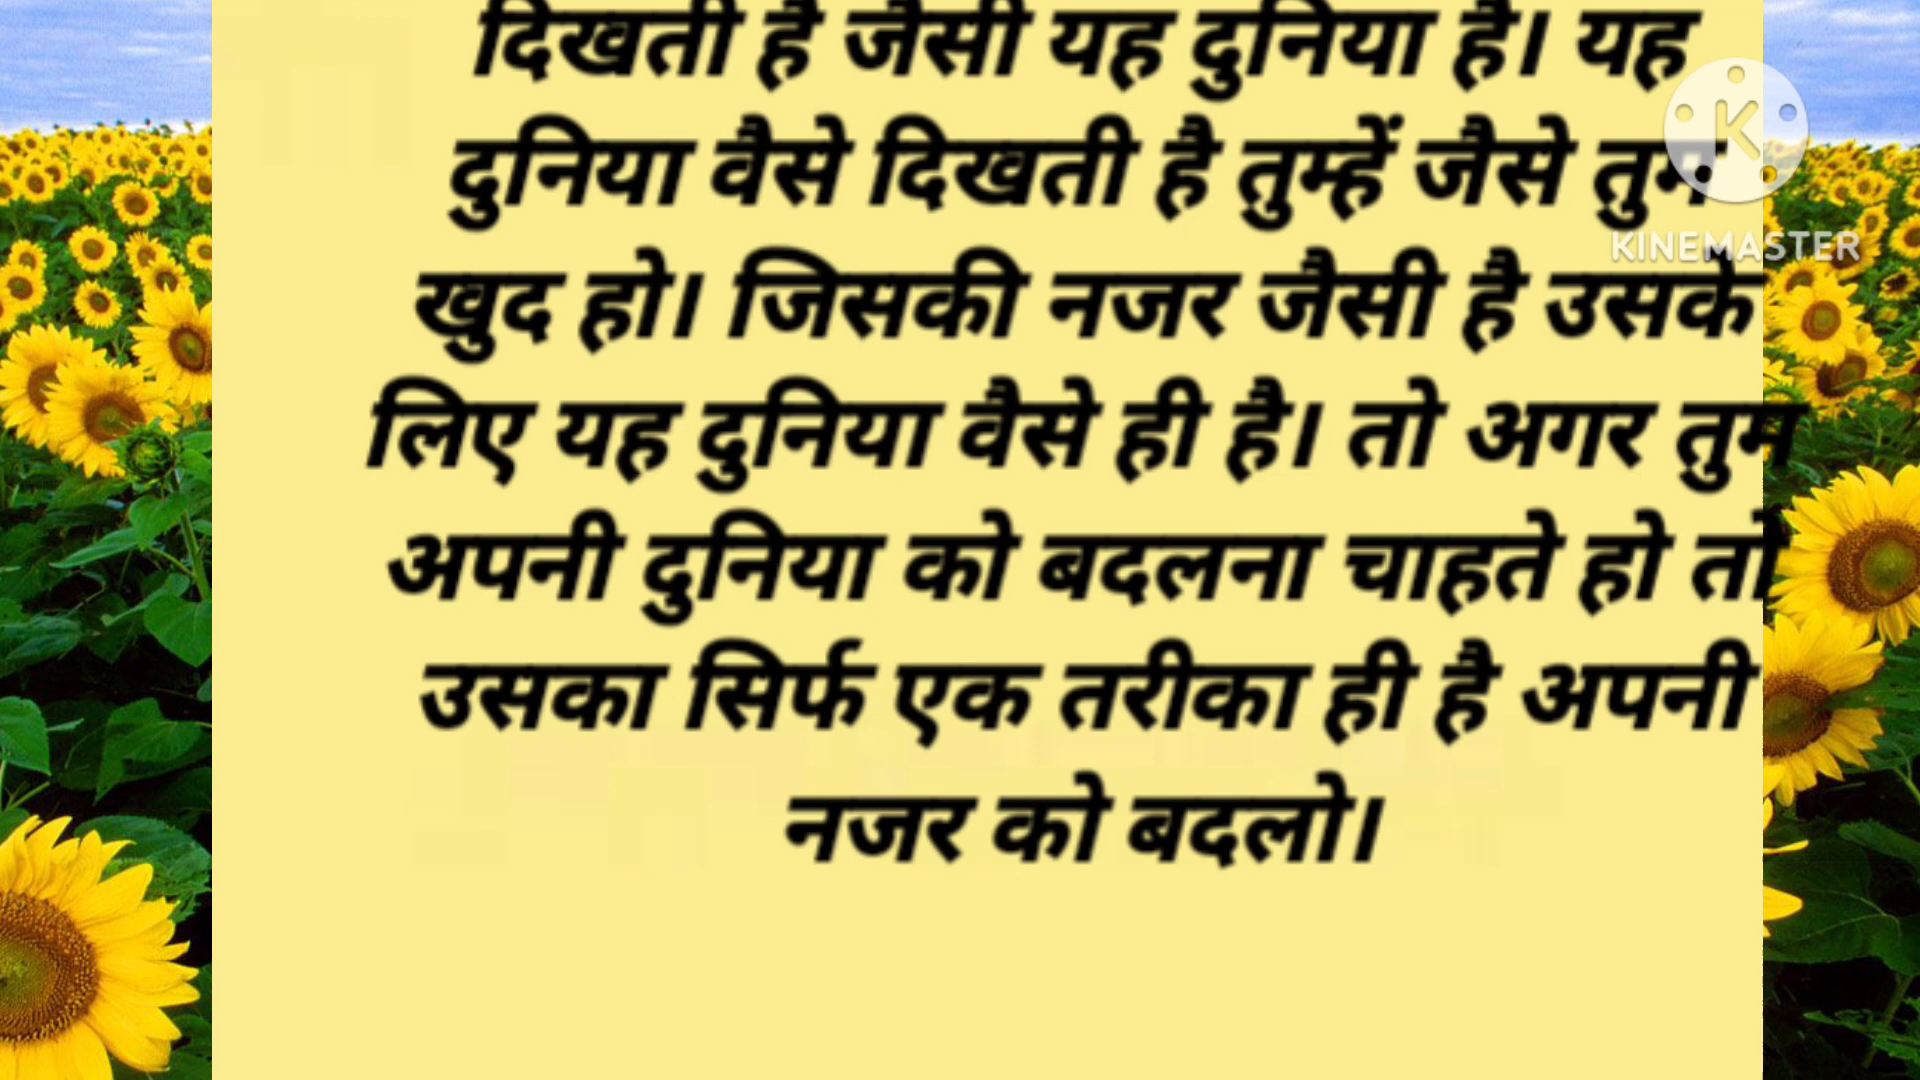 दिखती है जैसी यह दुनिया है। यह
दुनिया वैसे दिखती है तुम्हें जैसे तुम
खुद हो। जिसकी नजर जैसी है उसके
लिए यह दुनिया वैसे ही है। तो अगर तुम
अपनी दुनिया को बदलना चाहते हो तो
उसका सिर्फ एक तरीका ही है अपनी
नजर को बदलो।
K
KINEMASTER